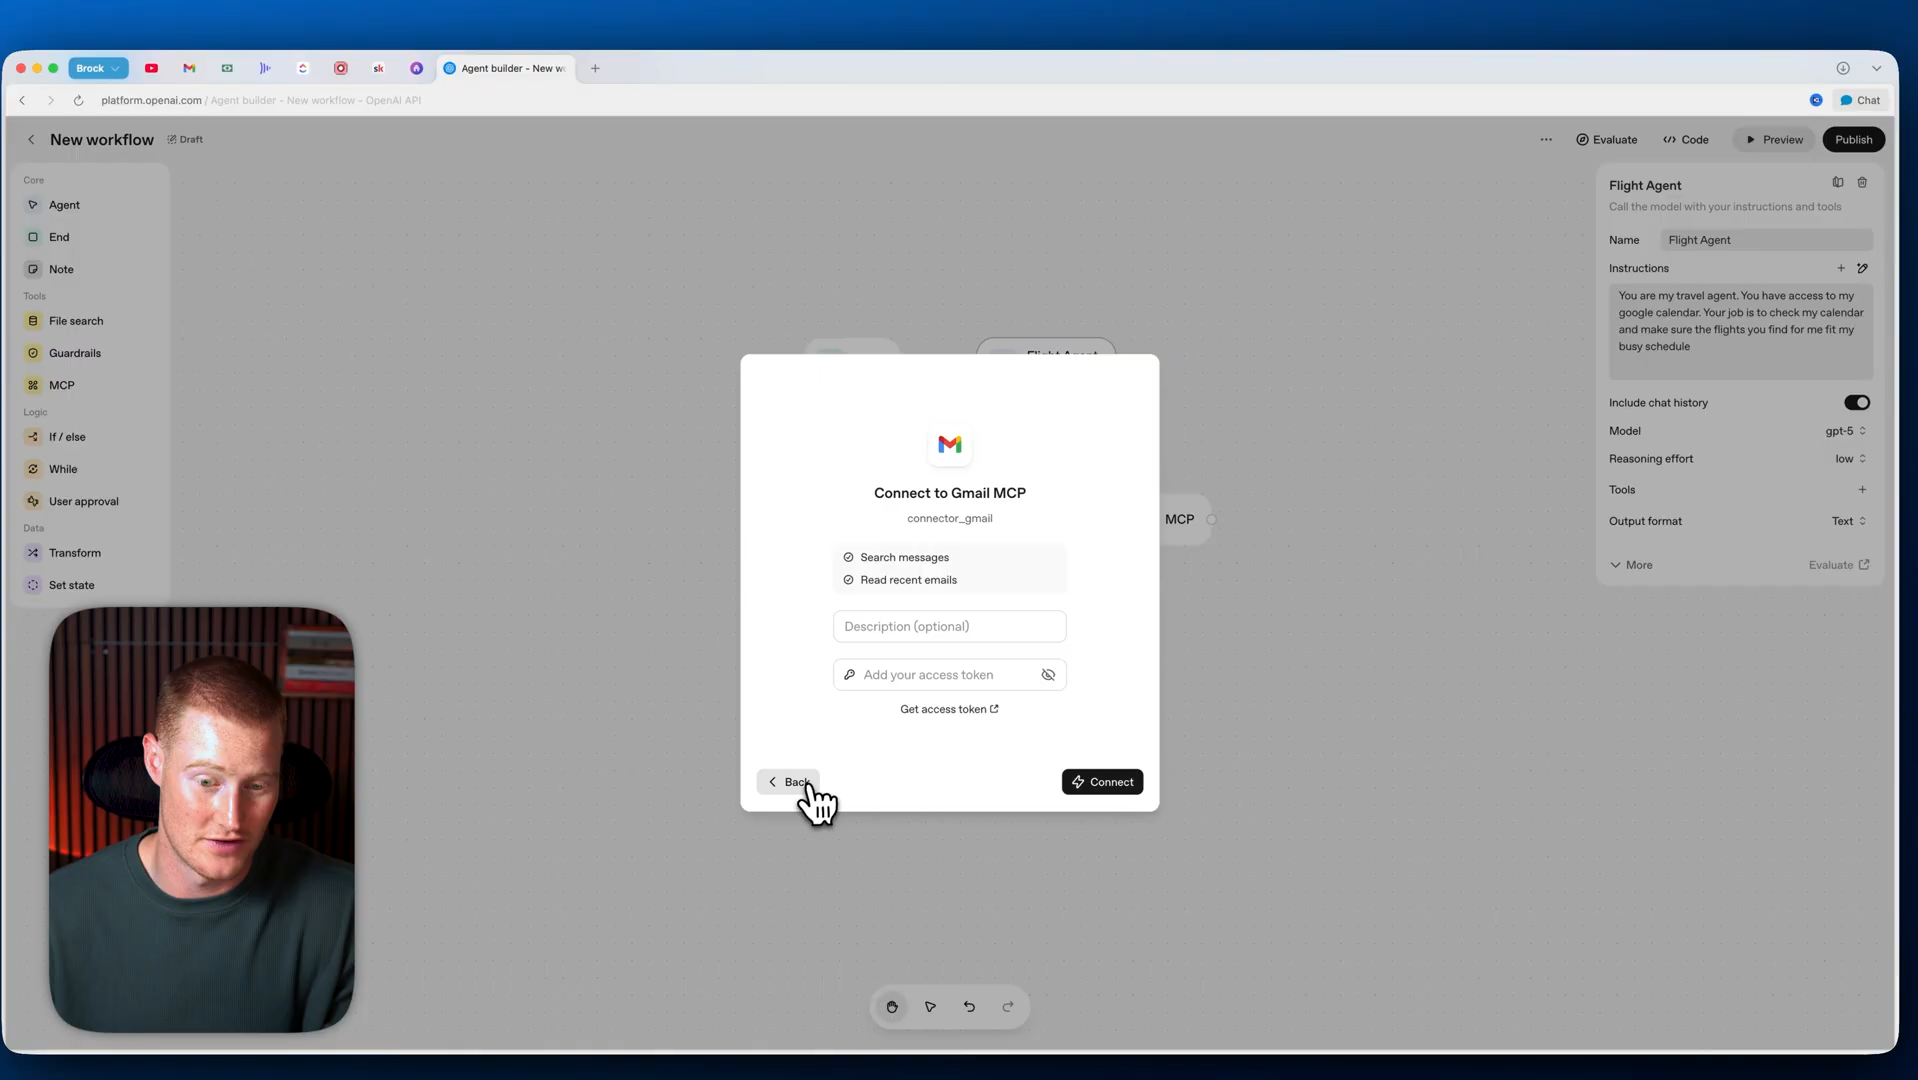 Brock
sk
Agent builder - New w
platform.openai.com / Agent builder - New workflow - OpenAI API
Chat
New workflow
Draft
Evaluate
Code
Preview
Publish
Core
Agent
End
Note
Tools
File search
Guardrails
MCP
Logic
If / else
While
User approval
Data
Transform
Set state
Flight Agent
MCP
Connect to Gmail MCP
connector_gmail
Search messages
Read recent emails
Description (optional)
Add your access token
Get access token
Back
Connect
Flight Agent
Call the model with your instructions and tools
Name
Flight Agent
Instructions
You are my travel agent. You have access to my
google calendar. Your job is to check my calendar
and make sure the flights you find for me fit my
busy schedule
Include chat history
Model
gpt-5
Reasoning effort
low
Tools
Output format
Text
More
Evaluate